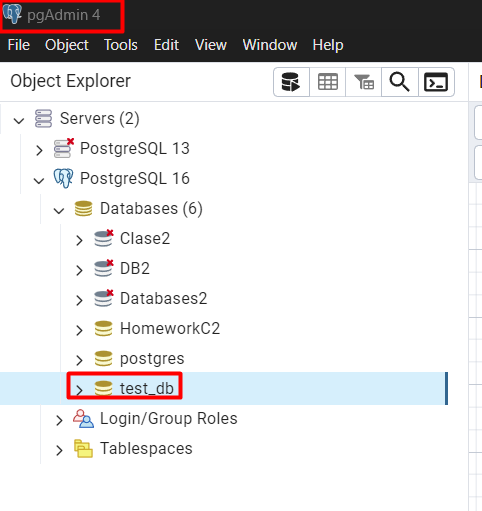 pgAdmin 4
File Object Tools Edit View Window Help
Object Explorer
Servers (2)
PostgreSQL 13
PostgreSQL 16
Databases (6)
Clase2
DB2
Databases2
HomeworkC2
postgres
test_db
Login/Group Roles
Tablespaces